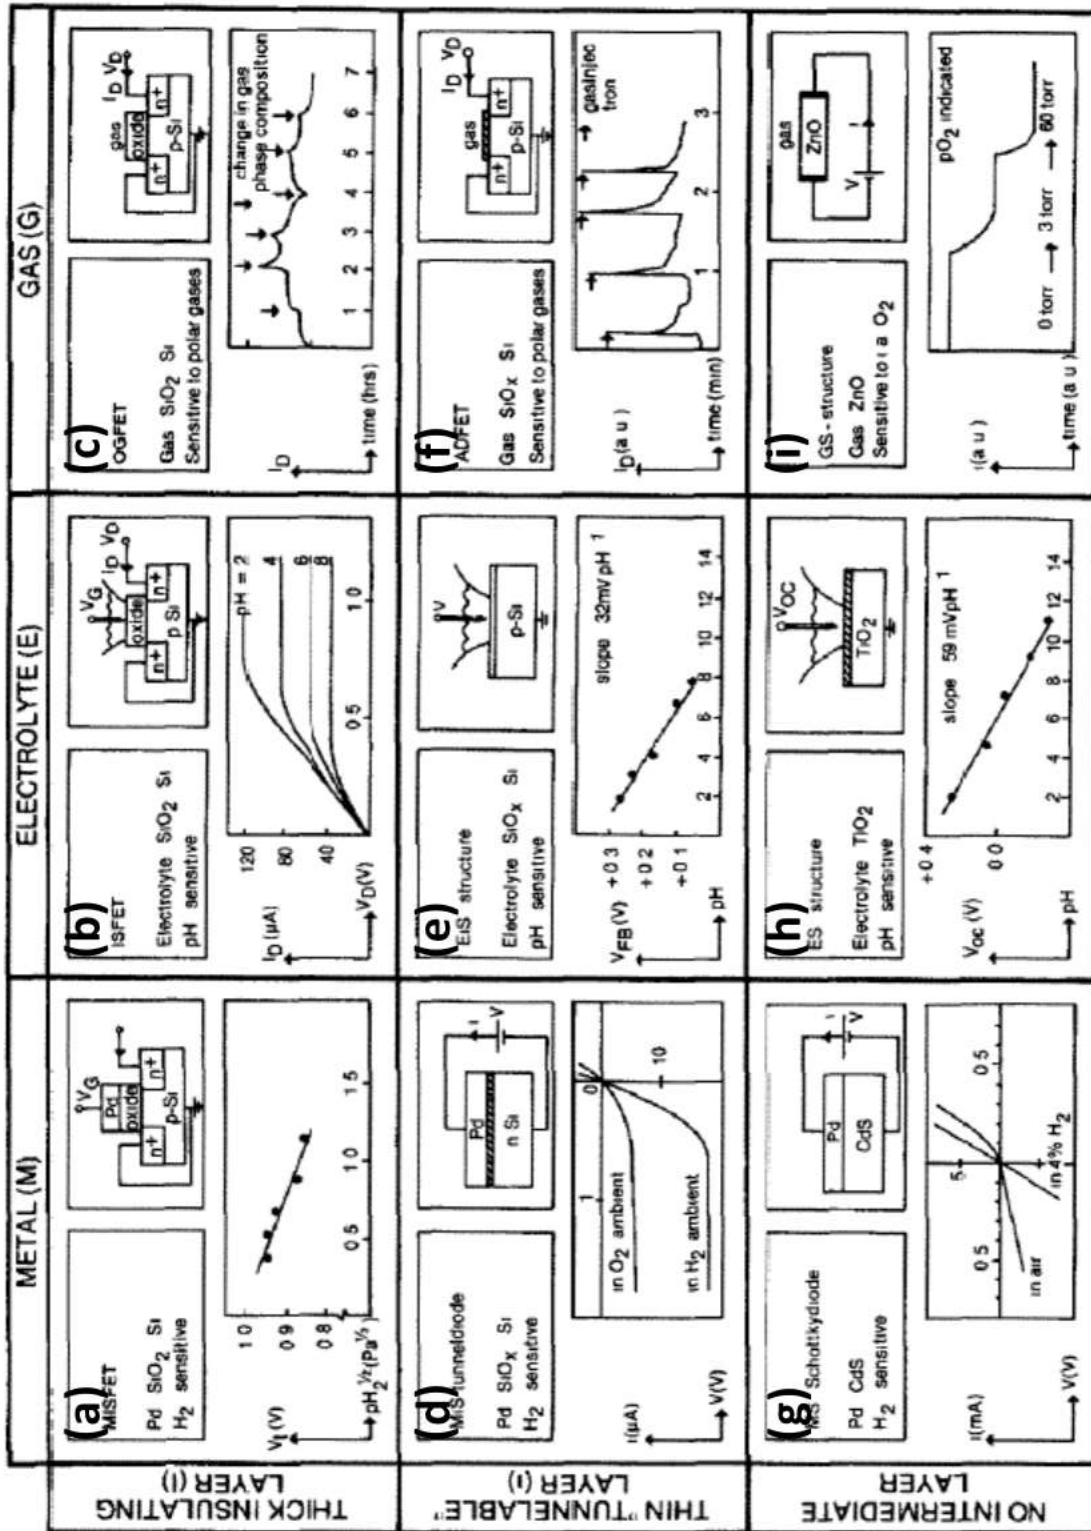 METAL (M)
ELECTROLYTE (E)
GAS (G)
THICK INSULATING
LAYER (I)
(a)
MISFET
Pd SiO2 Si
H2 sensitive
VG
Pd
oxide
n+
n+
p-Si
VI(V)
1 0
0 9
0 8
0 5
1 0
1 5
pH2 1/2 (Pa 1/2)
(b)
ISFET
Electrolyte SiO2 Si
pH sensitive
VG
ID VD
oxide
n+
n+
p Si
ID(μA)
120
80
40
pH = 2
4
6
8
0 5
1 0
VD(V)
(c)
OGFET
Gas SiO2 Si
Sensitive to polar gases
gas
ID VD
oxide
n+
n+
p-Si
ID
change in gas
phase composition
1 2 3 4 5 6 7
time (hrs)
THIN "TUNNELABLE"
LAYER (ı)
(d)
MIS-tunneldiode
Pd SiOx Si
H2 sensitive
Pd
n Si
ı
V
ı(μA)
0
10
1
in O2 ambient
in H2 ambient
V(V)
(e)
EIS structure
Electrolyte SiOx Si
pH sensitive
V
p-Si
VFB(V)
+0 3
+0 2
+0 1
slope 32mV pH 1
2 4 6 8 10 12 14
pH
(f)
ADFET
Gas SiOx Si
Sensitive to polar gases
gas
ID VD
n+
n+
p-Si
ID(a u)
gasinjec
tron
1 2 3
time (min)
NO INTERMEDIATE
LAYER
(g)
MS Schottkydiode
Pd CdS
H2 sensitive
Pd
CdS
ı
V
ı(mA)
5
0 5
0 5
in air
in 4% H2
V(V)
(h)
ES structure
Electrolyte TiO2
pH sensitive
VOC
TiO2
VOC(V)
+0 4
0 0
slope 59 mVpH 1
2 4 6 8 10 12 14
pH
(i)
GS-structure
Gas ZnO
Sensitive to ı a O2
gas
ZnO
V
ı
ı(a u)
pO2 indicated
0 torr → 3 torr → 60 torr
time (a u)